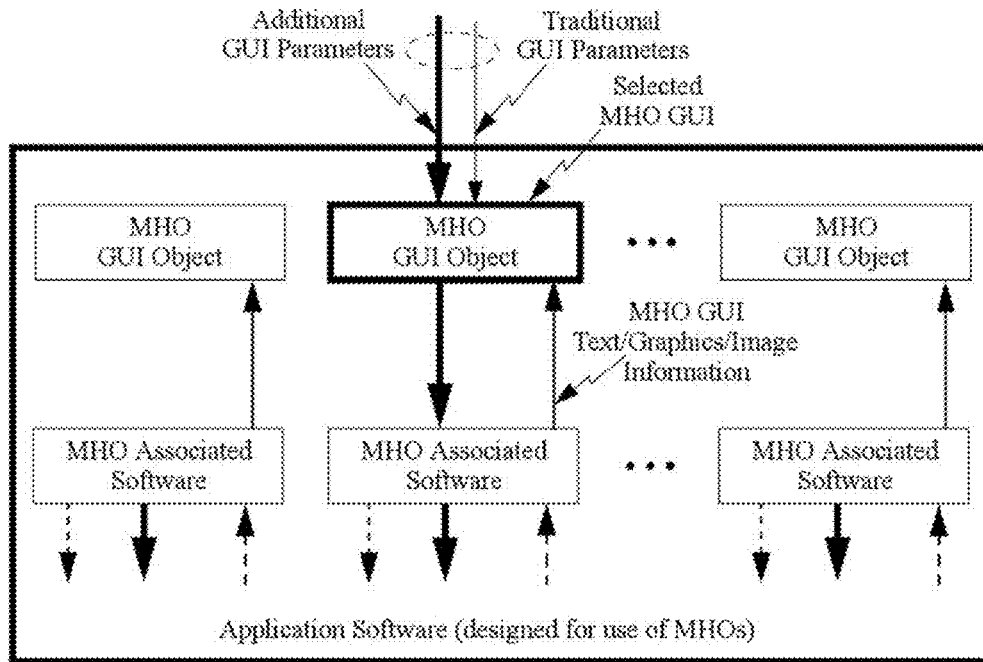 Additional
GUI Parameters
Traditional
GUI Parameters
Selected
MHO GUI
MHO
GUI Object
MHO
GUI Object
MHO
GUI Object
MHO GUI
Text/Graphics/Image
Information
MHO Associated
Software
MHO Associated
Software
MHO Associated
Software
Application Software (designed for use of MHOs)